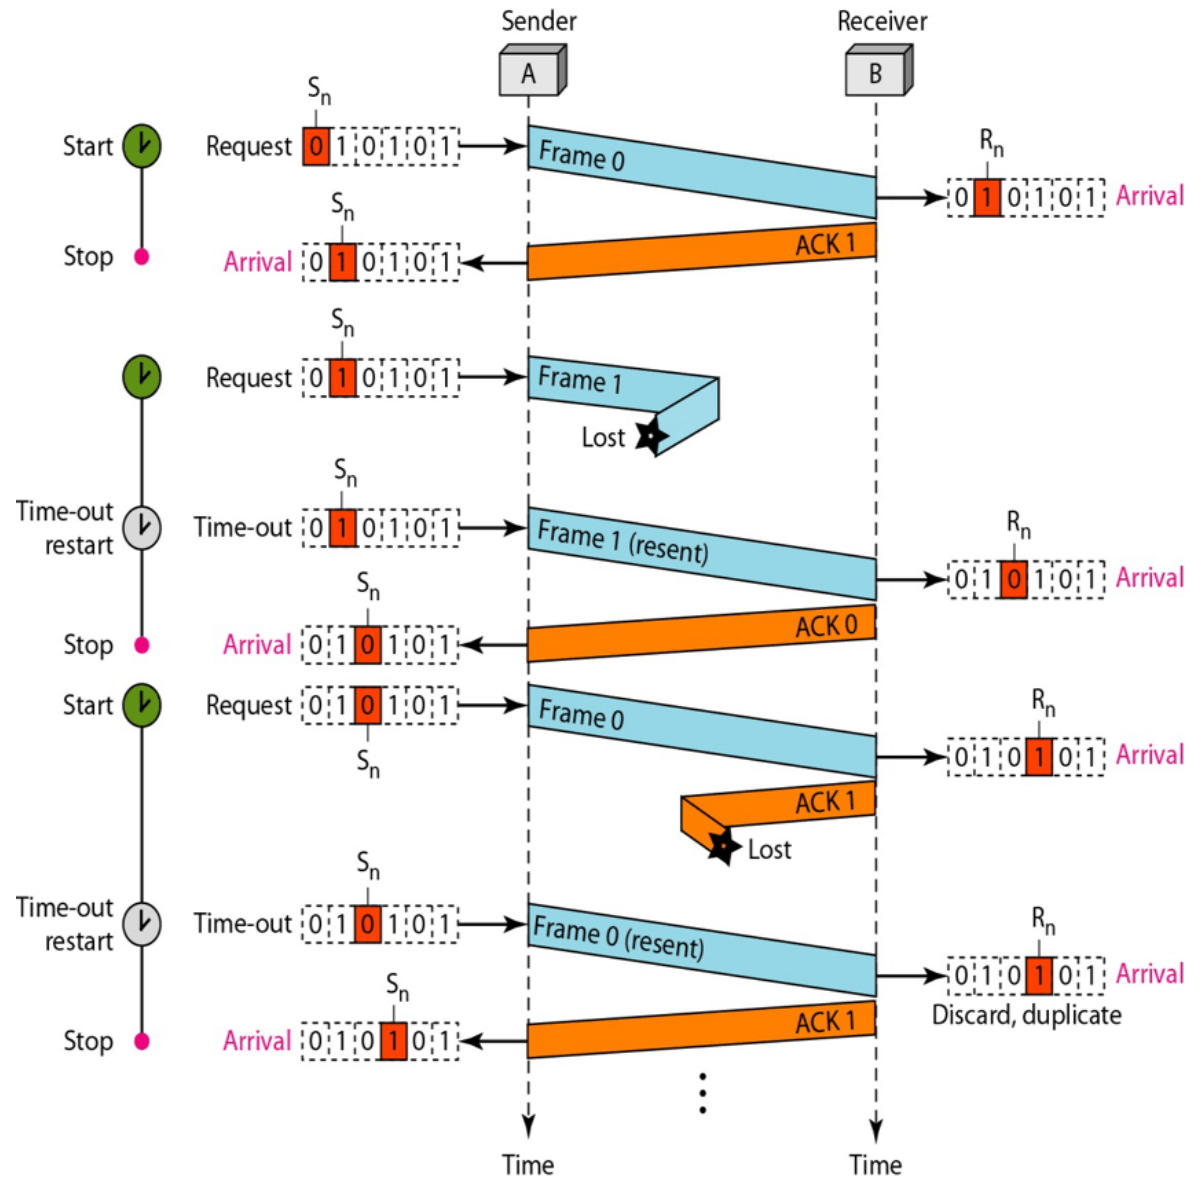 Sender Receiver
A B
Sn
Start Request 0 1 0 1 0 1 Frame 0
Rn
0 1 0 1 0 1 Arrival
Sn
Stop Arrival 0 1 0 1 0 1 ACK 1
Sn
Request 0 1 0 1 0 1 Frame 1
Lost
Sn
Time-out
restart
Time-out 0 1 0 1 0 1 Frame 1 (resent)
Rn
0 1 0 1 0 1 Arrival
Sn
Stop Arrival 0 1 0 1 0 1 ACK 0
Start Request 0 1 0 1 0 1 Frame 0
Sn
Rn
0 1 0 1 0 1 Arrival
ACK 1
Lost
Sn
Time-out
restart
Time-out 0 1 0 1 0 1 Frame 0 (resent)
Rn
0 1 0 1 0 1 Arrival
Discard, duplicate
Sn
Stop Arrival 0 1 0 1 0 1 ACK 1
Time Time